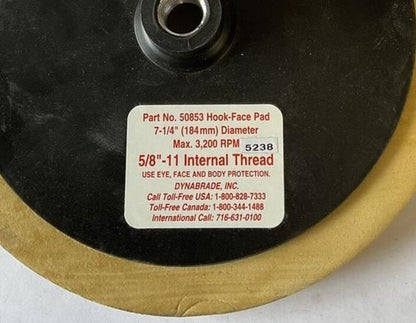 Part No. 50853 Hook-Face Pad
7-1/4" (184mm) Diameter
Max. 3,200 RPM 5238
5/8"-11 Internal Thread
USE EYE, FACE AND BODY PROTECTION.
DYNABRADE, INC.
Call Toll-Free USA: 1-800-828-7333
Toll-Free Canada: 1-800-344-1488
International Call: 716-631-0100